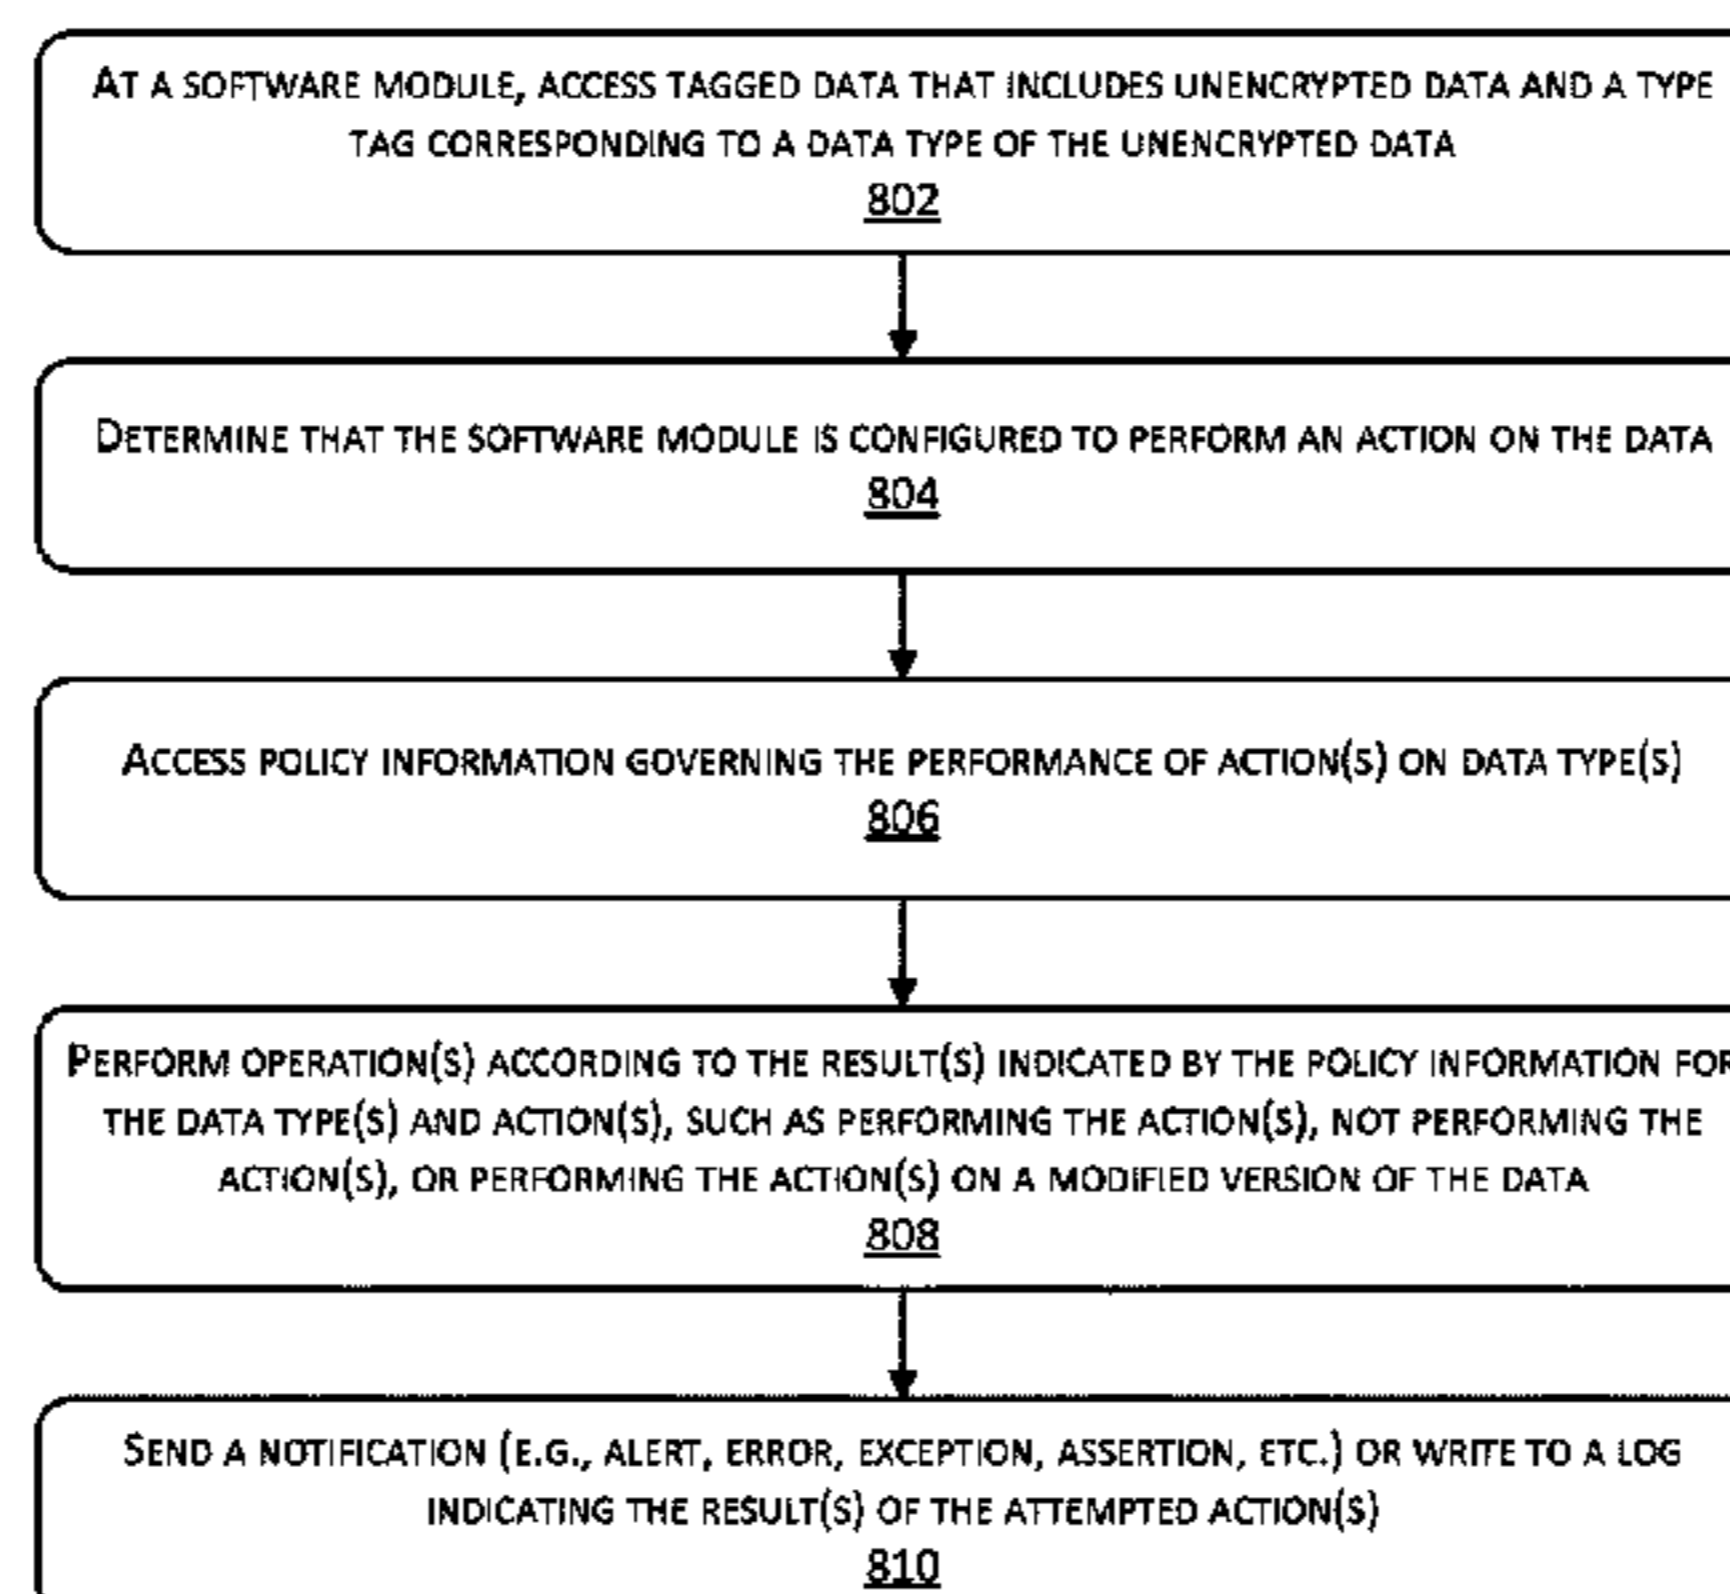 AT A SOFTWARE MODULE, ACCESS TAGGED DATA THAT INCLUDES UNENCRYPTED DATA AND A TYPE
TAG CORRESPONDING TO A DATA TYPE OF THE UNENCRYPTED DATA
802
DETERMINE THAT THE SOFTWARE MODULE IS CONFIGURED TO PERFORM AN ACTION ON THE DATA
804
ACCESS POLICY INFORMATION GOVERNING THE PERFORMANCE OF ACTION(S) ON DATA TYPE(S)
806
PERFORM OPERATION(S) ACCORDING TO THE RESULT(S) INDICATED BY THE POLICY INFORMATION FOR
THE DATA TYPE(S) AND ACTION(S), SUCH AS PERFORMING THE ACTION(S), NOT PERFORMING THE
ACTION(S), OR PERFORMING THE ACTION(S) ON A MODIFIED VERSION OF THE DATA
808
SEND A NOTIFICATION (E.G., ALERT, ERROR, EXCEPTION, ASSERTION, ETC.) OR WRITE TO A LOG
INDICATING THE RESULT(S) OF THE ATTEMPTED ACTION(S)
810